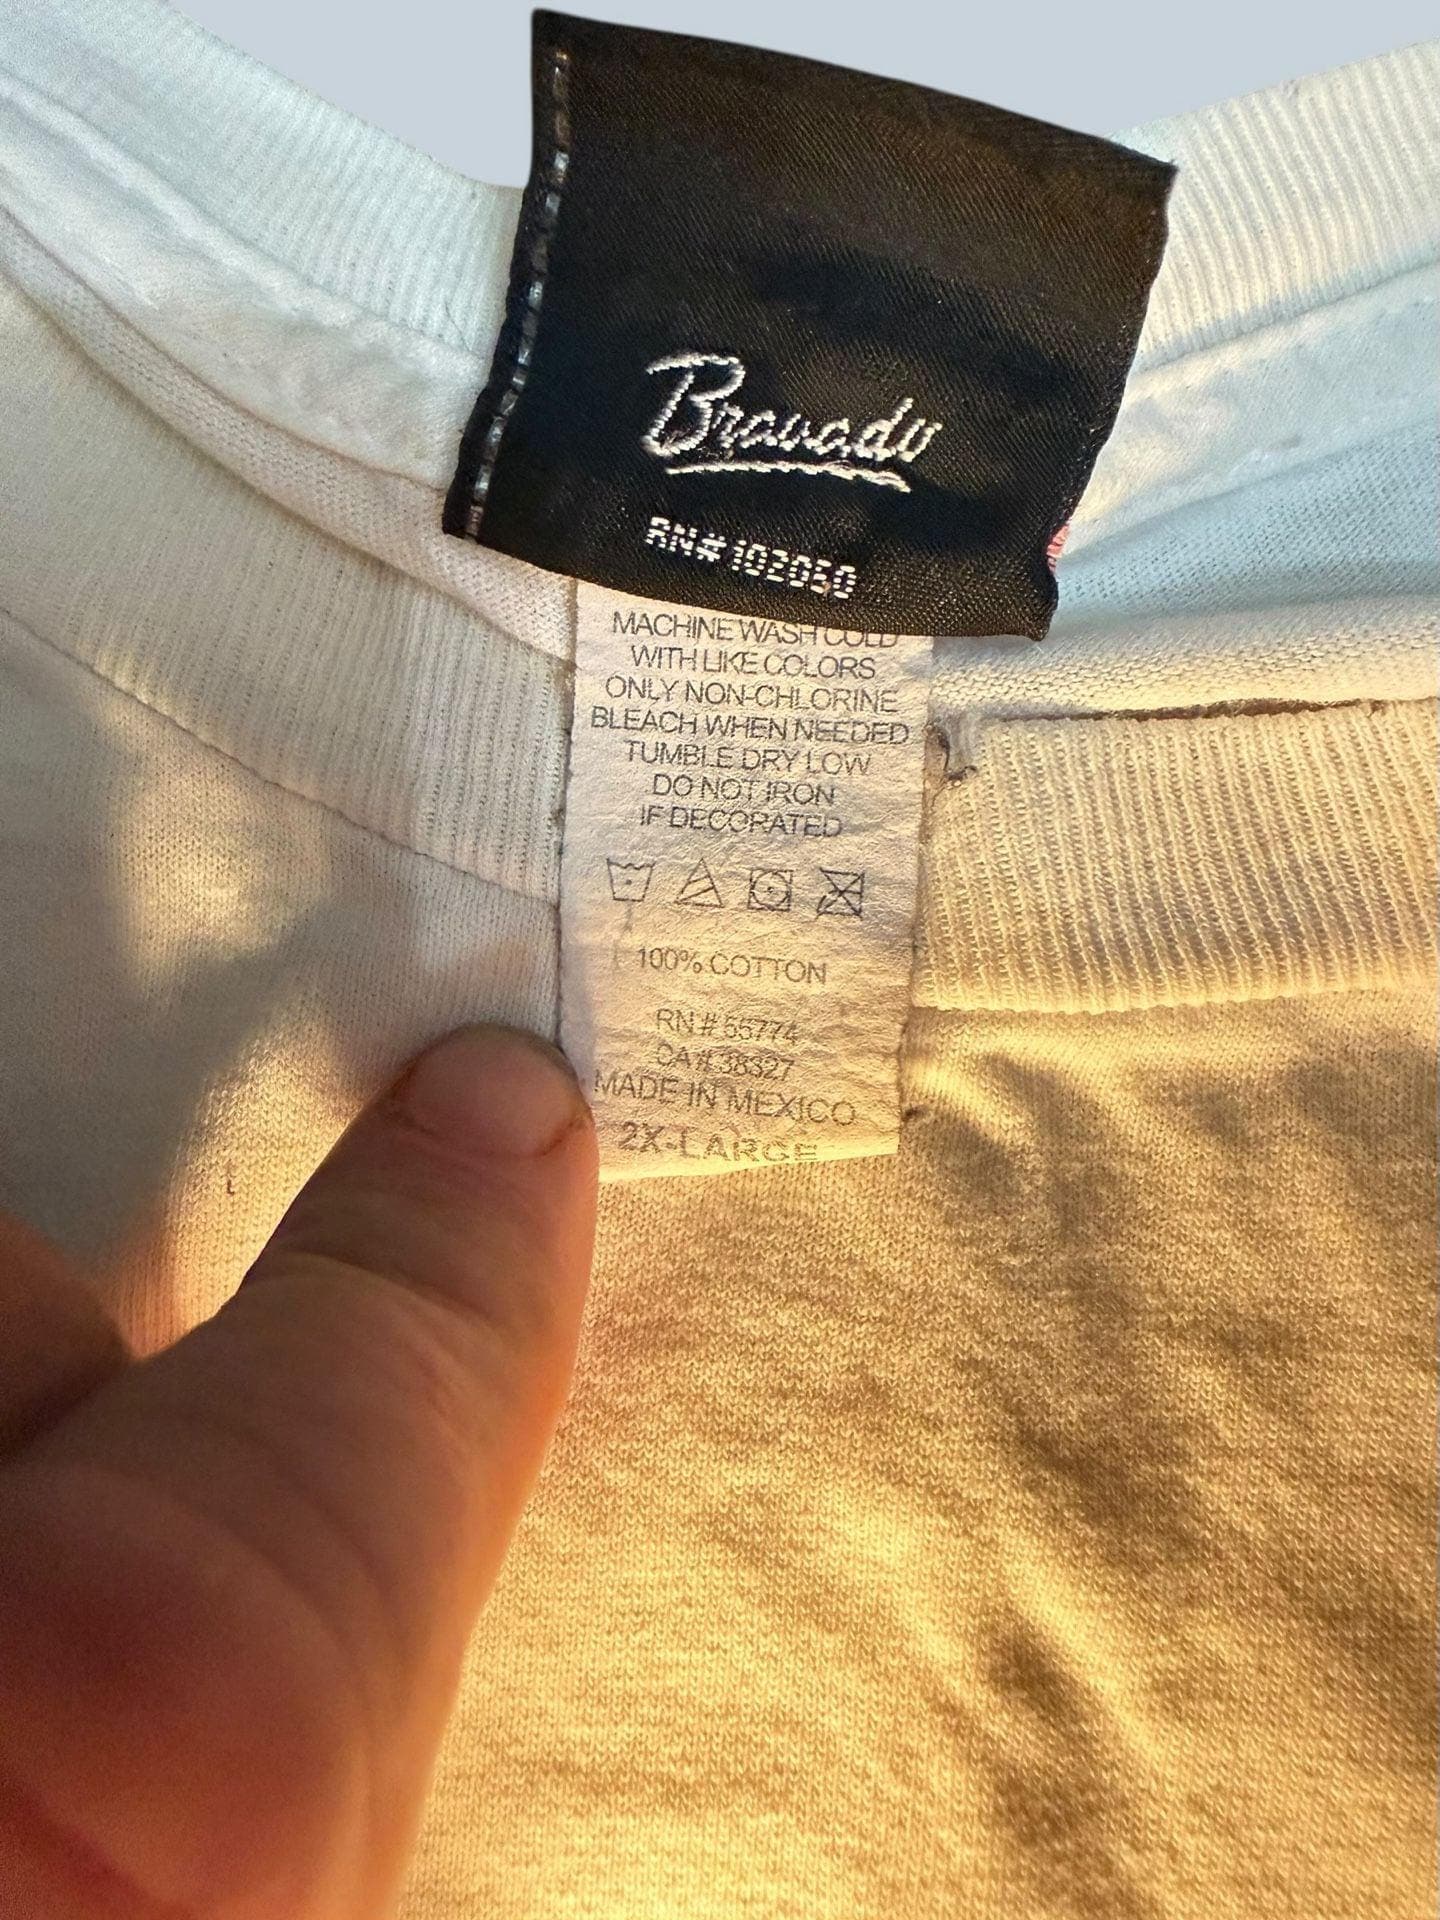 Bravado
RN# 102060
MACHINE WASH COLD
WITH LIKE COLORS
ONLY NON-CHLORINE
BLEACH WHEN NEEDED
TUMBLE DRY LOW
DO NOT IRON
IF DECORATED
100% COTTON
RN # 55774
CA # 38327
MADE IN MEXICO
2X-LARGE